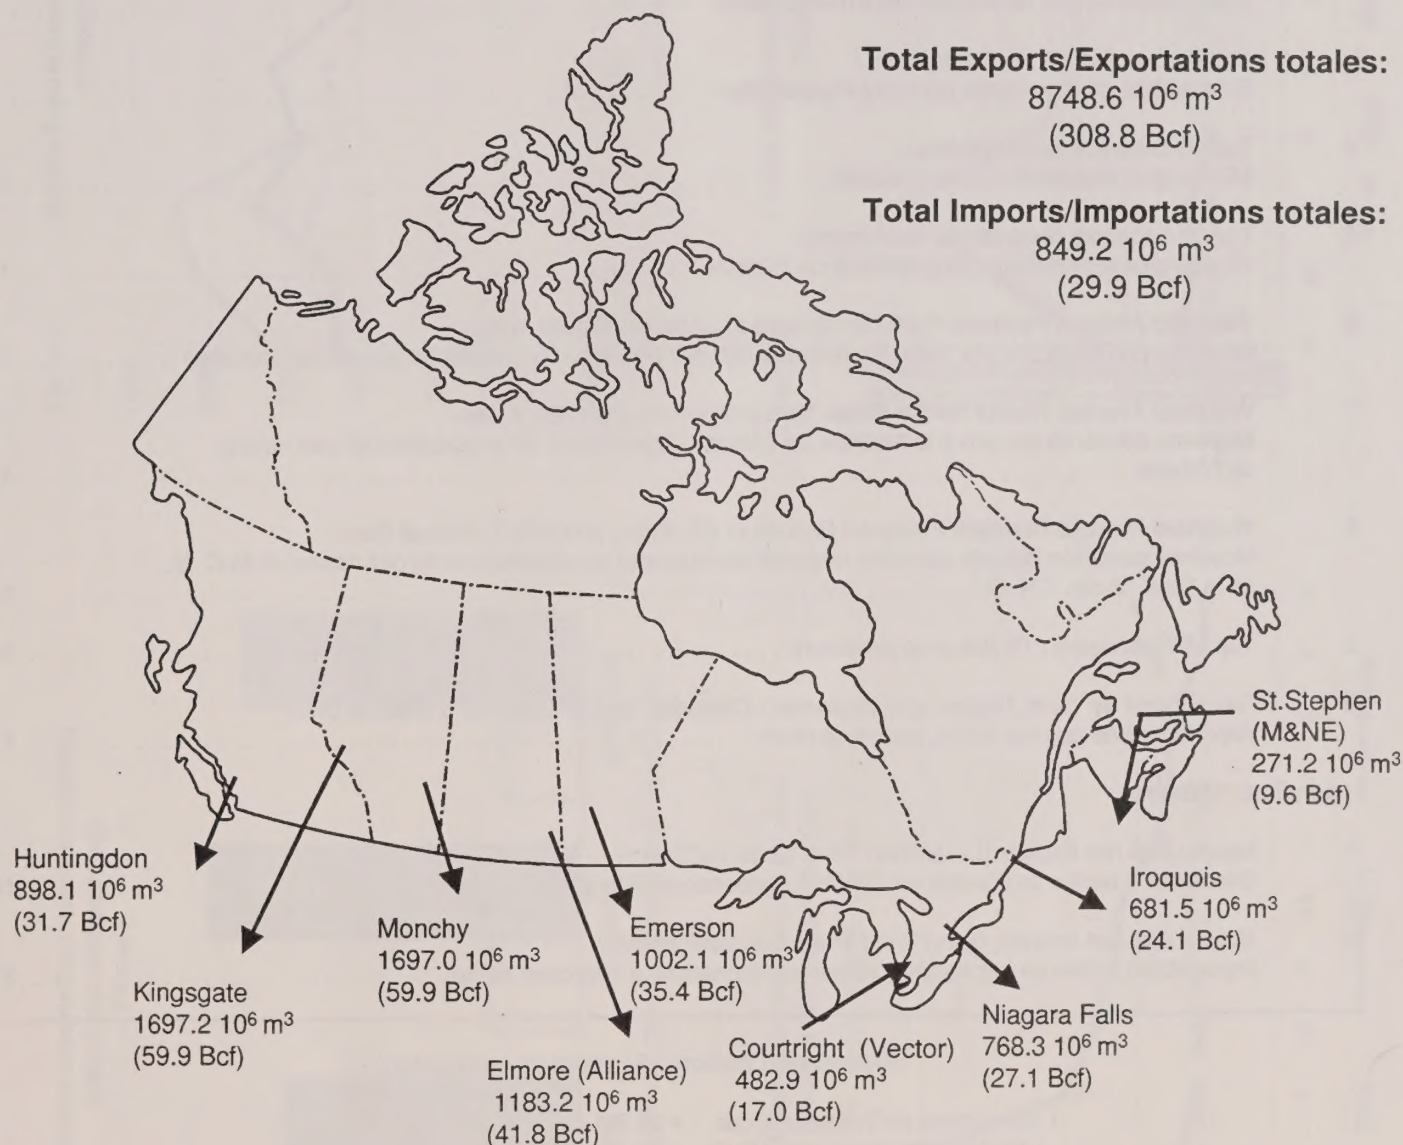 Total Exports/Exportations totales:
8748.6 10⁶ m³
(308.8 Bcf)
Total Imports/Importations totales:
849.2 10⁶ m³
(29.9 Bcf)
St.Stephen
(M&NE)
271.2 10⁶ m³
(9.6 Bcf)
Huntingdon
898.1 10⁶ m³
(31.7 Bcf)
Kingsgate
1697.2 10⁶ m³
(59.9 Bcf)
Monchy
1697.0 10⁶ m³
(59.9 Bcf)
Elmore (Alliance)
1183.2 10⁶ m³
(41.8 Bcf)
Emerson
1002.1 10⁶ m³
(35.4 Bcf)
Courtright (Vector)
482.9 10⁶ m³
(17.0 Bcf)
Niagara Falls
768.3 10⁶ m³
(27.1 Bcf)
Iroquois
681.5 10⁶ m³
(24.1 Bcf)